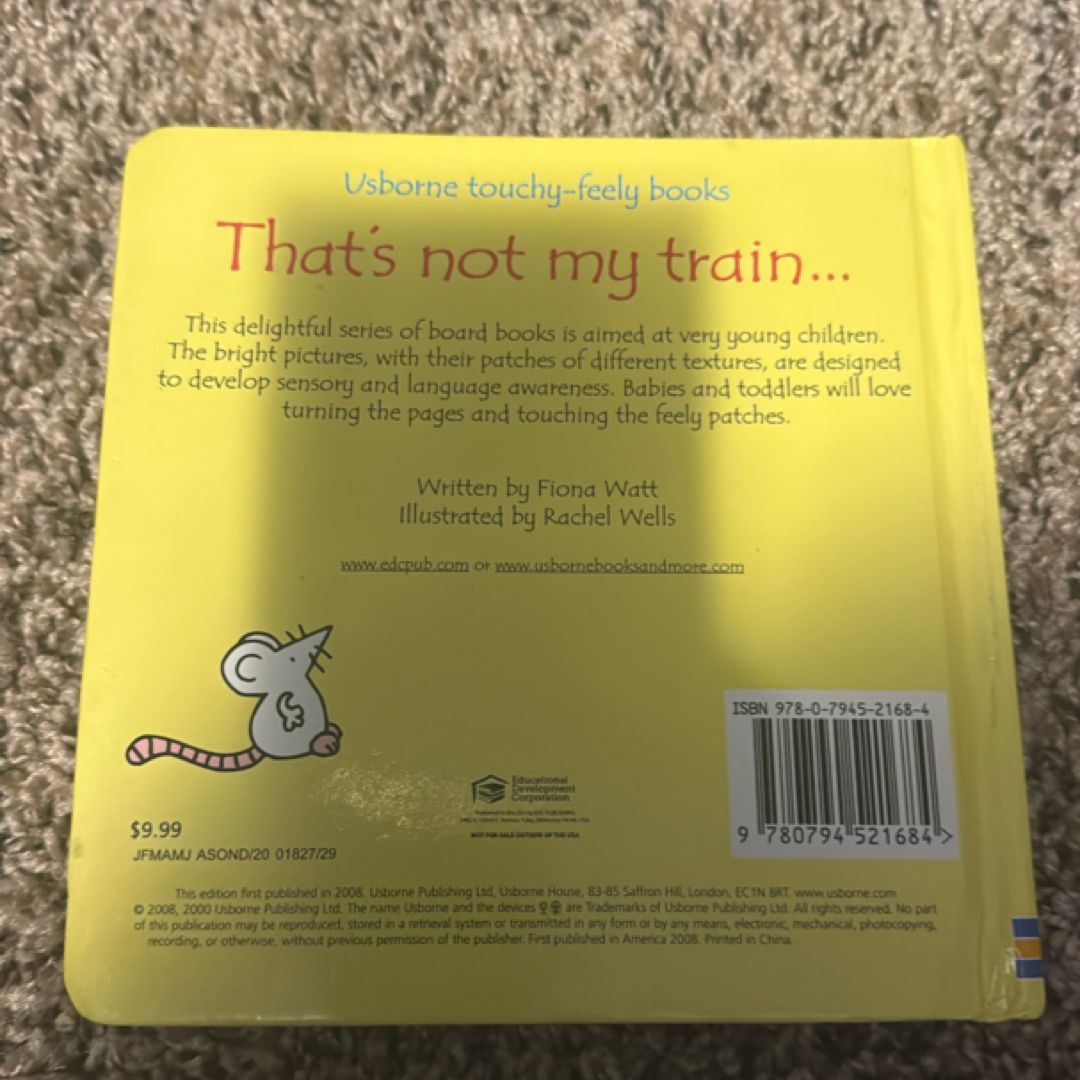 Usborne touchy-feely books
That's not my train...
This delightful series of board books is aimed at very young children.
The bright pictures, with their patches of different textures, are designed
to develop sensory and language awareness. Babies and toddlers will love
turning the pages and touching the feely patches.
Written by Fiona Watt
Illustrated by Rachel Wells
www.edcpub.com or www.usbornebooksandmore.com
ISBN 978-0-7945-2168-4
9 780794 521684 >
Educational
Development
Corporation
Published in the USA by EDC PUBLISHING,
NOT FOR SALE OUTSIDE OF THE USA
$9.99
JFMAMJ ASOND/20 01827/29
This edition first published in 2008. Usborne Publishing Ltd, Usborne House, 83-85 Saffron Hill, London, EC1N 8RT. www.usborne.com
© 2008, 2000 Usborne Publishing Ltd. The name Usborne and the devices are Trademarks of Usborne Publishing Ltd. All rights reserved. No part
of this publication may be reproduced, stored in a retrieval system or transmitted in any form or by any means, electronic, mechanical, photocopying,
recording, or otherwise, without previous permission of the publisher. First published in America 2008. Printed in China.